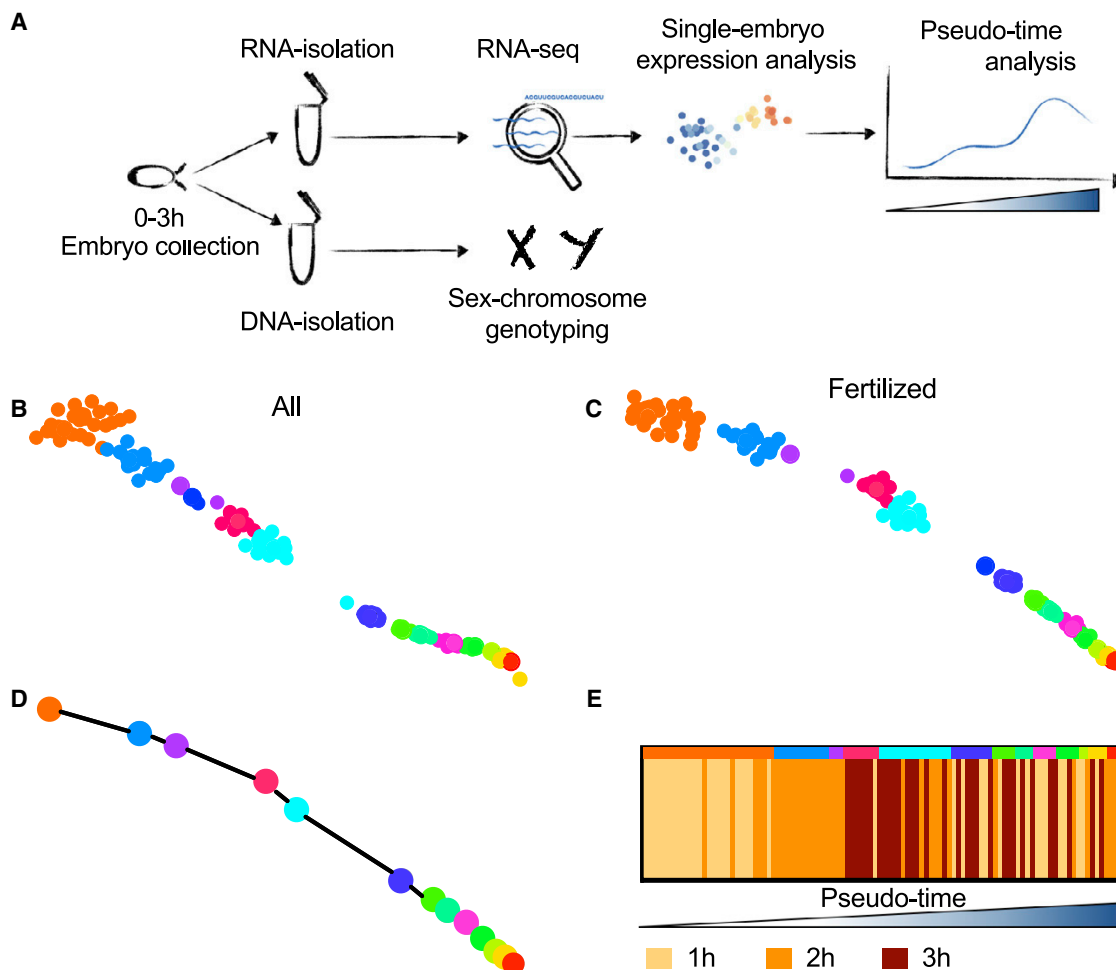 A
RNA-isolation
RNA-seq
Single-embryo
expression analysis
Pseudo-time
analysis
0-3h
Embryo collection
DNA-isolation
X Y
Sex-chromosome
genotyping
B
All
C
Fertilized
D
E
Pseudo-time
1h
2h
3h